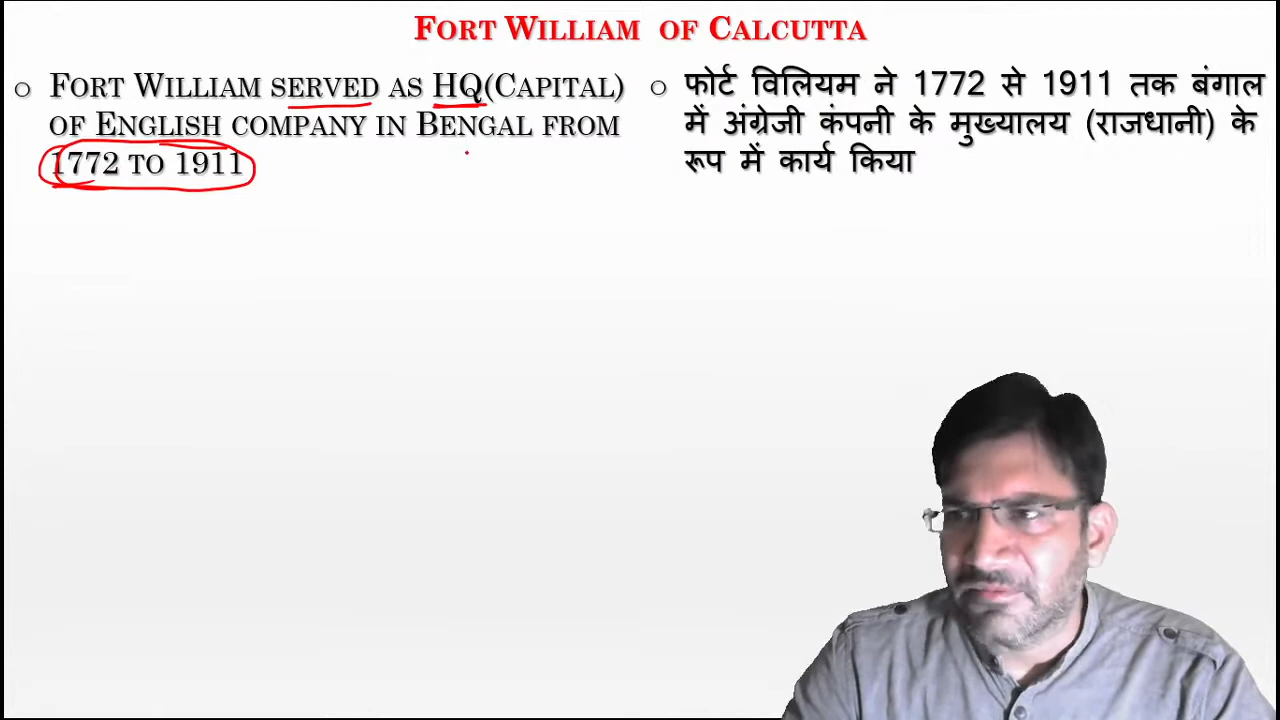 FORT WILLIAM OF CALCUTTA
FORT WILLIAM SERVED AS HQ(CAPITAL)
OF ENGLISH COMPANY IN BENGAL FROM
1772 TO 1911
फोर्ट विलियम ने 1772 से 1911 तक बंगाल
में अंग्रेजी कंपनी के मुख्यालय (राजधानी) के
रूप में कार्य किया